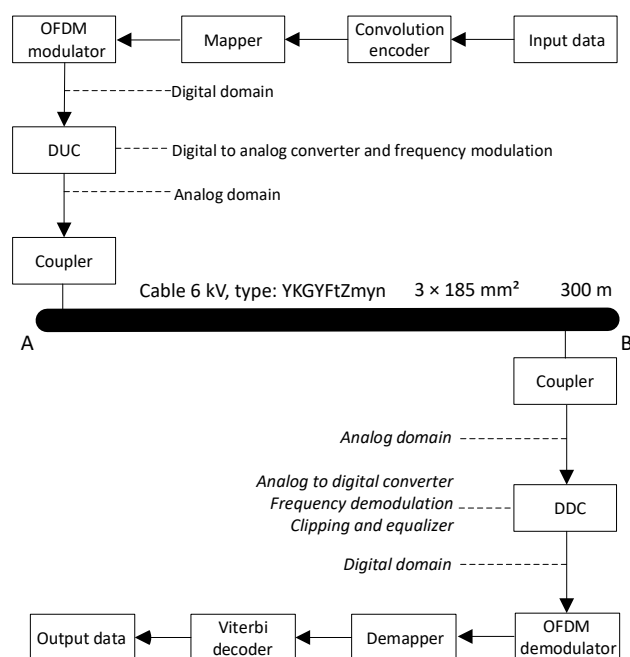 OFDM
modulator
Mapper
Convolution
encoder
Input data
Digital domain
DUC
Digital to analog converter and frequency modulation
Analog domain
Coupler
Cable 6 kV, type: YKGYFtZmyn 3 × 185 mm² 300 m
A
B
Coupler
Analog domain
Analog to digital converter
Frequency demodulation
Clipping and equalizer
DDC
Digital domain
Output data
Viterbi
decoder
Demapper
OFDM
demodulator